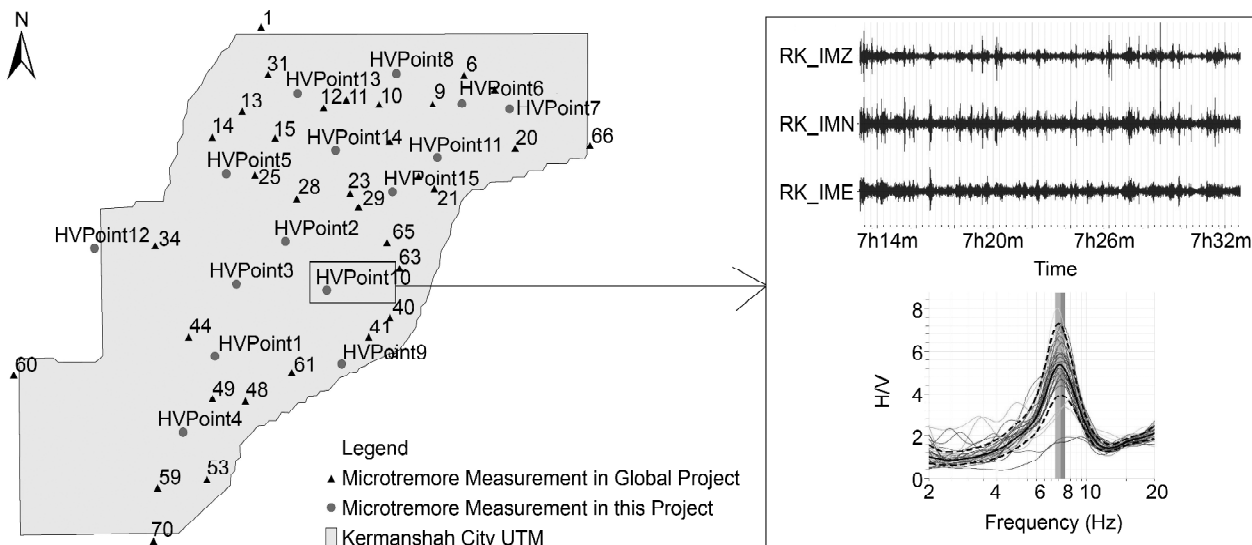 N
1
31
HVPoint8
6
HVPoint13
12
11
10
9
HVPoint6
HVPoint7
13
14
15
HVPoint14
HVPoint11
20
66
HVPoint5
25
28
23
29
HVPoint15
21
HVPoint12
34
HVPoint2
65
63
HVPoint3
HVPoint10
40
41
44
HVPoint1
HVPoint9
61
60
49
48
HVPoint4
59
53
70
Legend
Microtremore Measurement in Global Project
Microtremore Measurement in this Project
Kermanshah City UTM
RK_IMZ
RK_IMN
RK_IME
7h14m 7h20m 7h26m 7h32m
Time
8
6
4
2
0
H/V
2 4 6 8 10 20
Frequency (Hz)